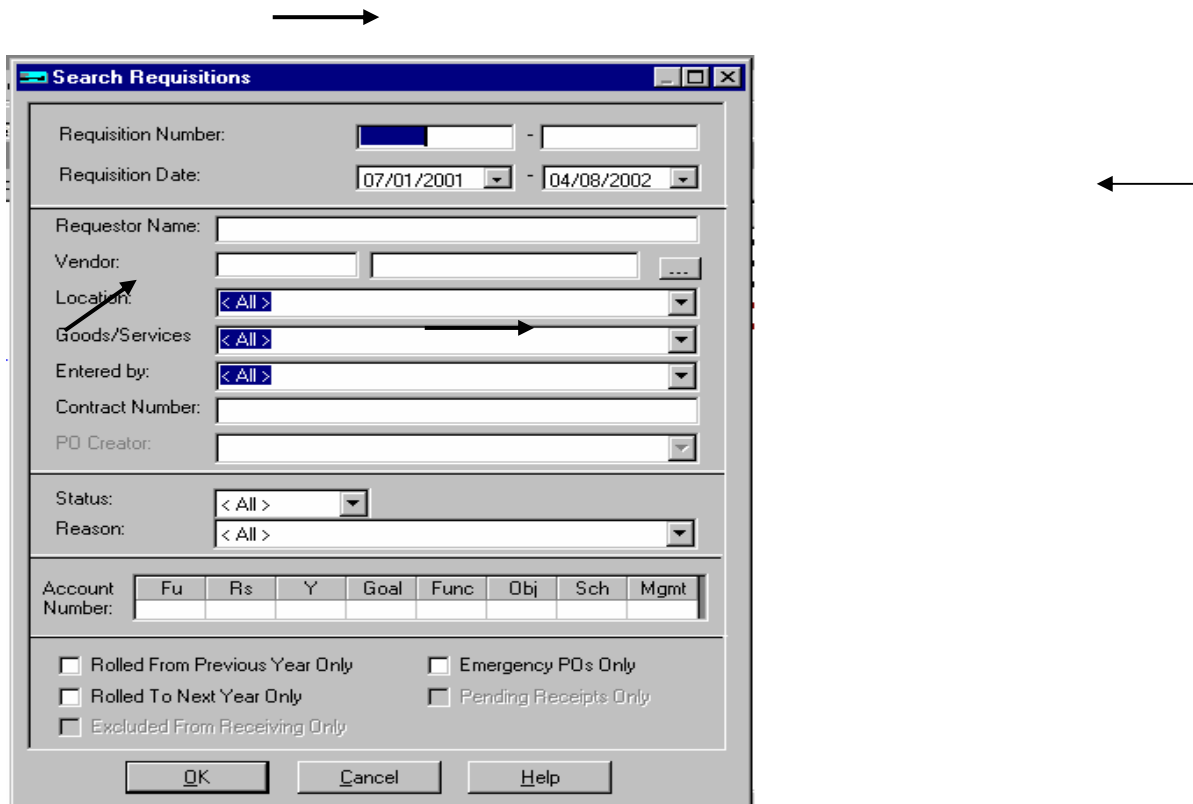 Search Requisitions
Requisition Number: -
Requisition Date: 07/01/2001 - 04/08/2002
Requestor Name:
Vendor: ...
Location: < All >
Goods/Services < All >
Entered by: < All >
Contract Number:
PO Creator:
Status: < All >
Reason: < All >
Account Number: Fu Rs Y Goal Func Obj Sch Mgmt
Rolled From Previous Year Only Emergency POs Only
Rolled To Next Year Only Pending Receipts Only
Excluded From Receiving Only
OK Cancel Help